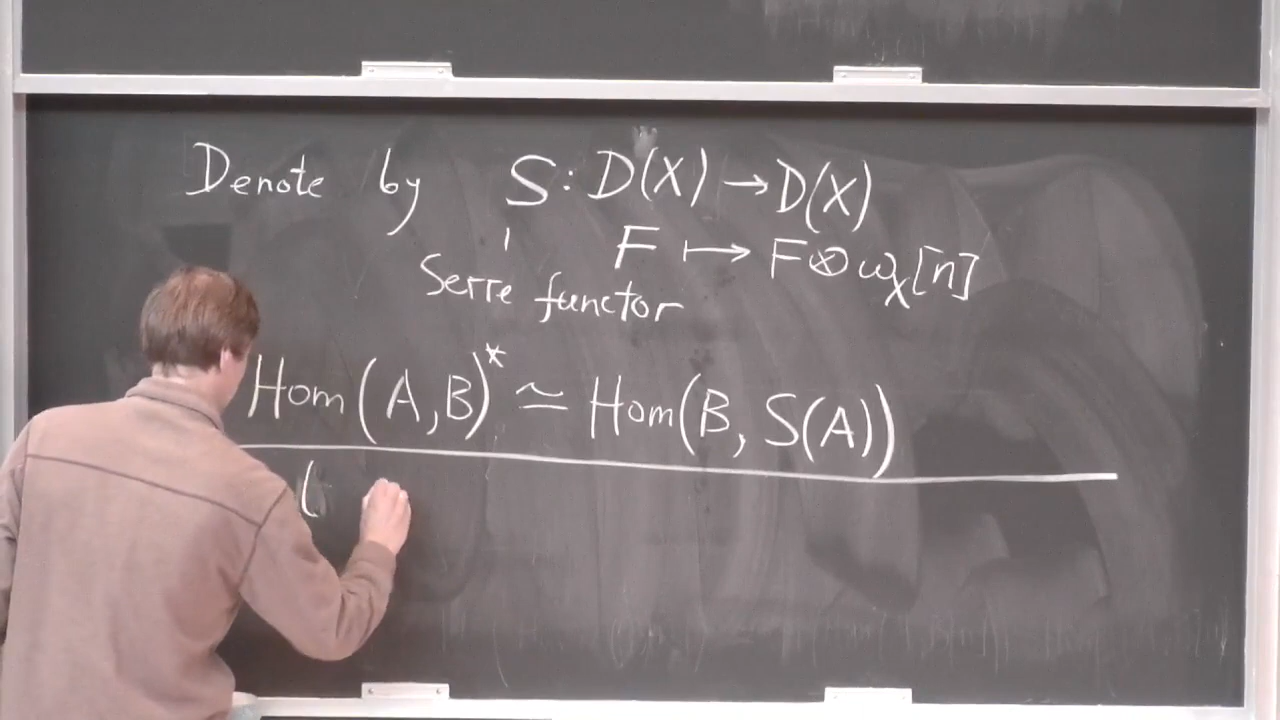 Denote by S: D(X) → D(X)
F ↦ F⊗ω_X[n]
Serre functor
Hom(A,B)* ≃ Hom(B, S(A))
(